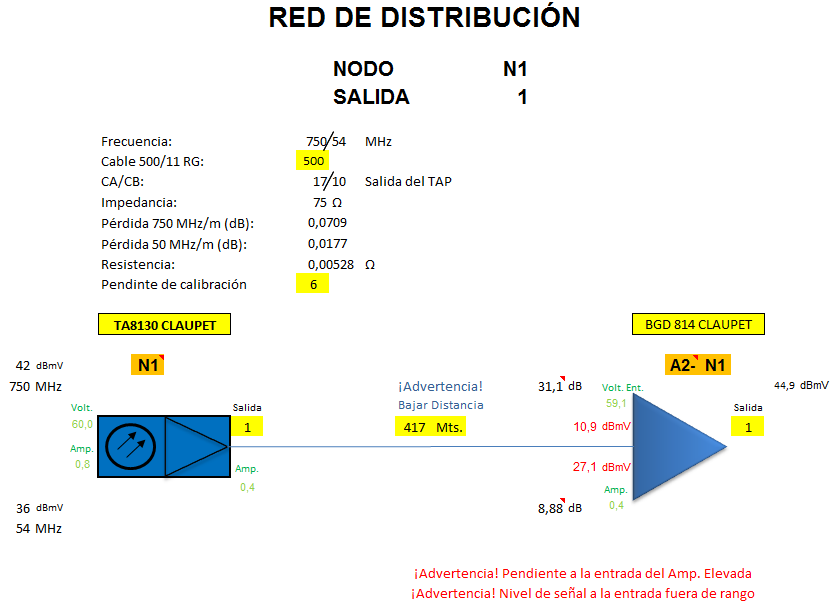 RED DE DISTRIBUCIÓN
NODO N1
SALIDA 1
Frecuencia: 750/54 MHz
Cable 500/11 RG: 500
CA/CB: 17/10 Salida del TAP
Impedancia: 75 Ω
Pérdida 750 MHz/m (dB): 0,0709
Pérdida 50 MHz/m (dB): 0,0177
Resistencia: 0,00528 Ω
Pendinte de calibración 6
TA8130 CLAUPET BGD 814 CLAUPET
N1 A2- N1
42 dBmV ¡Advertencia! 31,1 dB Volt. Ent. 44,9 dBmV
750 MHz Bajar Distancia 59,1
Volt. Salida Salida
60,0 1 417 Mts. 10,9 dBmV 1
Amp. Amp. 27,1 dBmV
0,8 0,4 Amp.
36 dBmV 8,88 dB 0,4
54 MHz
¡Advertencia! Pendiente a la entrada del Amp. Elevada
¡Advertencia! Nivel de señal a la entrada fuera de rango